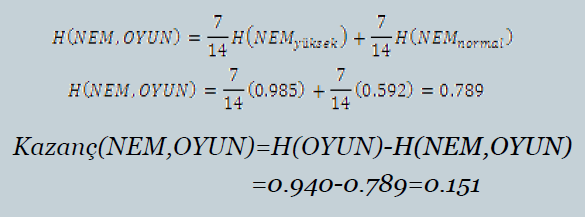 H(NEM,OYUN) = 7/14 H(NEM_yüksek) + 7/14 H(NEM_normal)
H(NEM,OYUN) = 7/14 (0.985) + 7/14 (0.592) = 0.789
Kazanç(NEM,OYUN)=H(OYUN)-H(NEM,OYUN)
=0.940-0.789=0.151